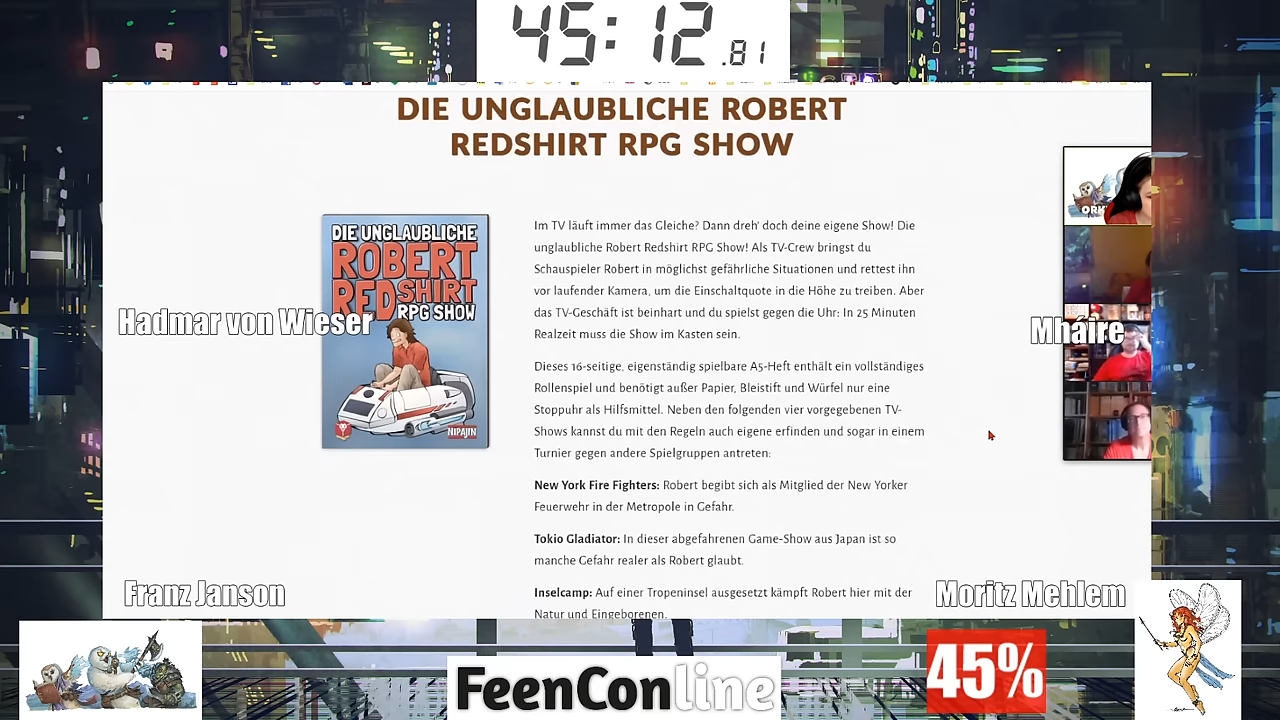 45:12.81
DIE UNGLAUBLICHE ROBERT
REDSHIRT RPG SHOW
DIE UNGLAUBLICHE
ROBERT
REDSHIRT
RPG SHOW
NIPAJIN
Im TV läuft immer das Gleiche? Dann dreh' doch deine eigene Show! Die
unglaubliche Robert Redshirt RPG Show! Als TV-Crew bringst du
Schauspieler Robert in möglichst gefährliche Situationen und rettest ihn
vor laufender Kamera, um die Einschaltquote in die Höhe zu treiben. Aber
das TV-Geschäft ist beinhart und du spielst gegen die Uhr: In 25 Minuten
Realzeit muss die Show im Kasten sein.
Dieses 16-seitige, eigenständig spielbare A5-Heft enthält ein vollständiges
Rollenspiel und benötigt außer Papier, Bleistift und Würfel nur eine
Stoppuhr als Hilfsmittel. Neben den folgenden vier vorgegebenen TV-
Shows kannst du mit den Regeln auch eigene erfinden und sogar in einem
Turnier gegen andere Spielgruppen antreten:
New York Fire Fighters: Robert begibt sich als Mitglied der New Yorker
Feuerwehr in der Metropole in Gefahr.
Tokio Gladiator: In dieser abgefahrenen Game-Show aus Japan ist so
manche Gefahr realer als Robert glaubt.
Inselcamp: Auf einer Tropeninsel ausgesetzt kämpft Robert hier mit der
Natur und Eingeborenen.
Hadmar von Wieser
Mháire
Franz Janson
Moritz Mehlem
FeenConline
45%